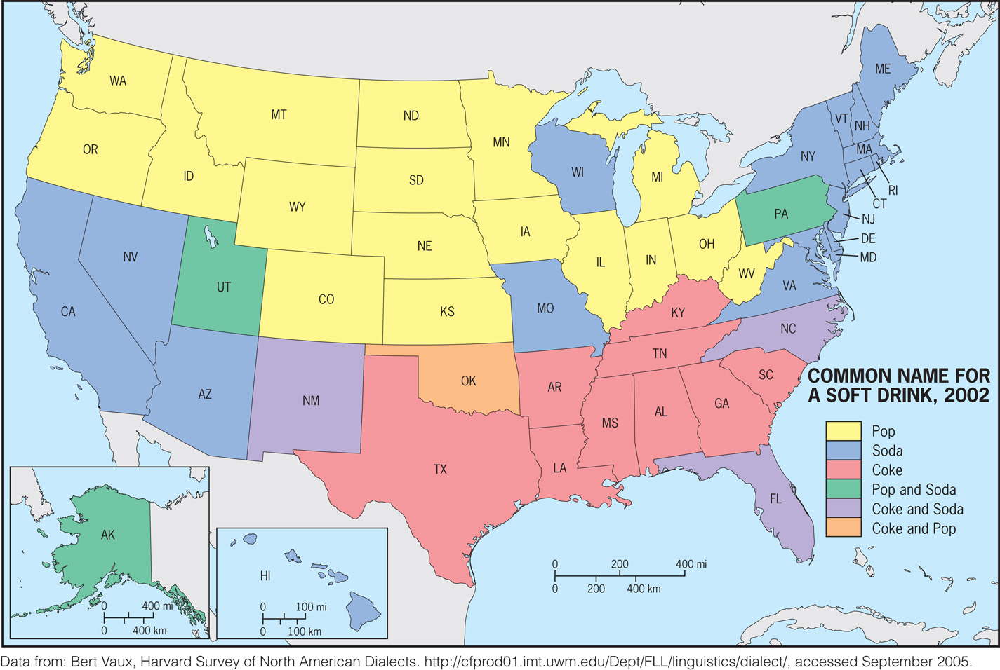 WA
MT
ND
MN
OR
ID
SD
WY
WI
MI
ME
VT
NH
NY
MA
RI
CT
NJ
DE
MD
PA
IA
NE
NV
UT
CO
KS
CA
IL
IN
OH
WV
VA
MO
KY
NC
TN
AZ
NM
OK
AR
SC
MS
AL
GA
TX
LA
FL
COMMON NAME FOR
A SOFT DRINK, 2002
Pop
Soda
Coke
Pop and Soda
Coke and Soda
Coke and Pop
AK
0 400 mi
0 400 km
HI
0 100 mi
0 100 km
0 200 400 mi
0 200 400 km
Data from: Bert Vaux, Harvard Survey of North American Dialects. http://cfprod01.imt.uwm.edu/Dept/FLL/linguistics/dialect/, accessed September 2005.